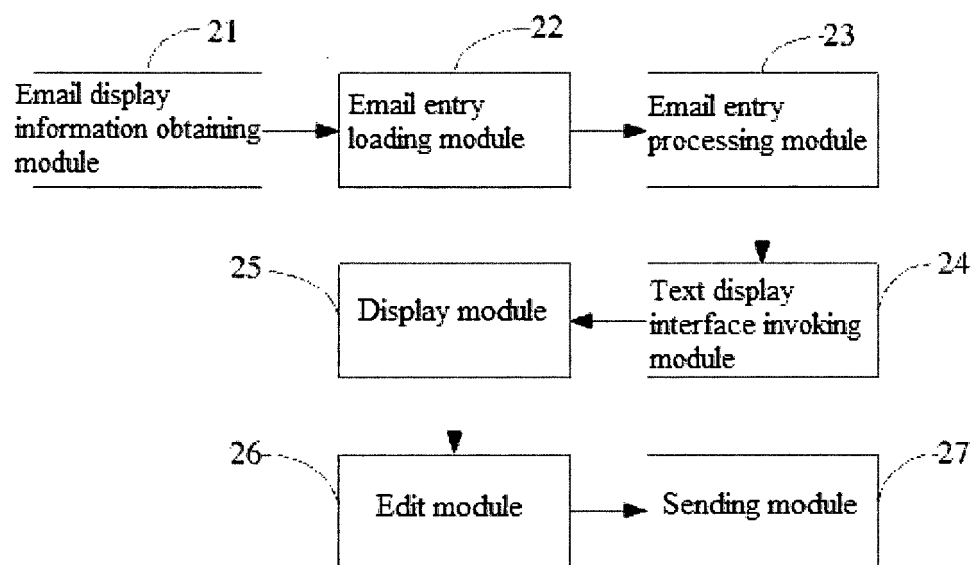 21
22
23
Email display
information obtaining
module
Email entry
loading module
Email entry
processing module
25
24
Display module
Text display
interface invoking
module
26
27
Edit module
Sending module